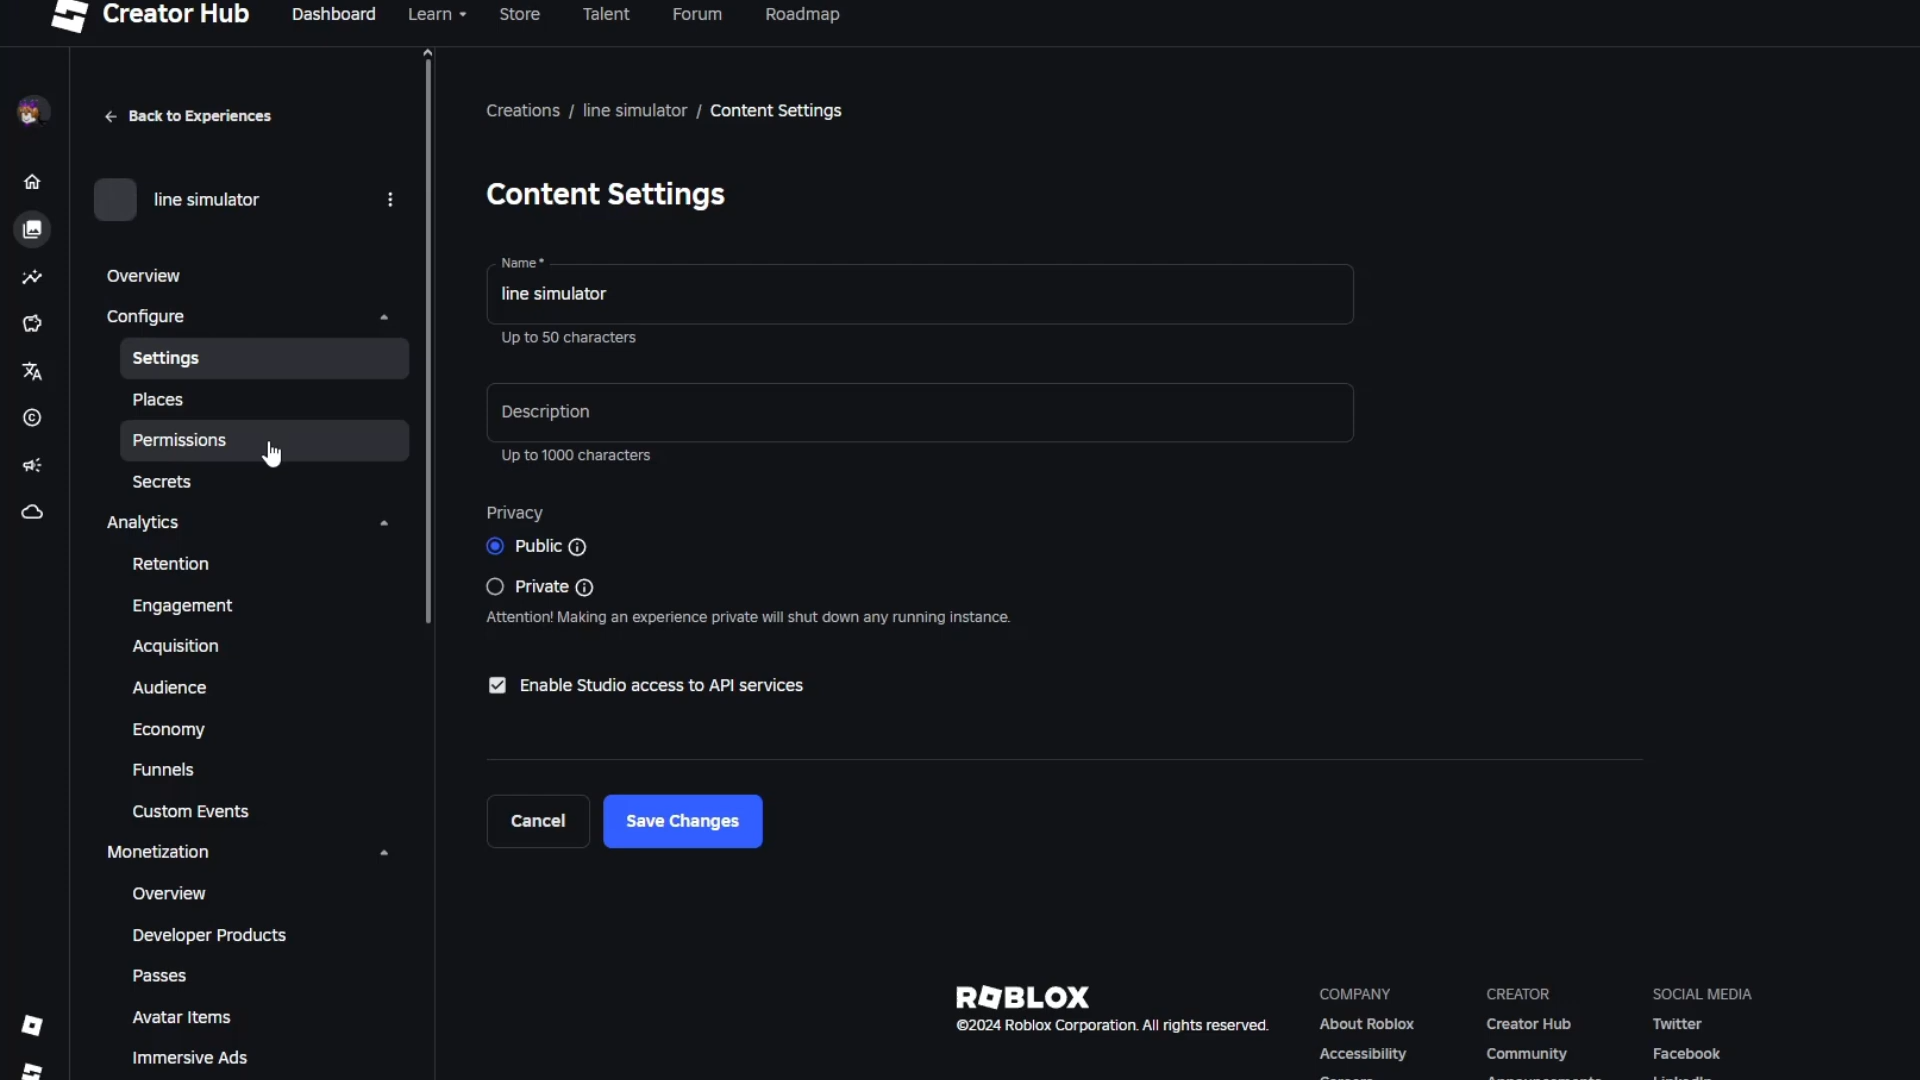 Creator Hub
Dashboard
Learn
Store
Talent
Forum
Roadmap
Back to Experiences
line simulator
Overview
Configure
Settings
Places
Permissions
Secrets
Analytics
Retention
Engagement
Acquisition
Audience
Economy
Funnels
Custom Events
Monetization
Overview
Developer Products
Passes
Avatar Items
Immersive Ads
Creations / line simulator / Content Settings
Content Settings
Name *
line simulator
Up to 50 characters
Description
Up to 1000 characters
Privacy
Public
Private
Attention! Making an experience private will shut down any running instance.
Enable Studio access to API services
Cancel
Save Changes
ROBLOX
©2024 Roblox Corporation. All rights reserved.
COMPANY
About Roblox
Accessibility
CREATOR
Creator Hub
Community
SOCIAL MEDIA
Twitter
Facebook